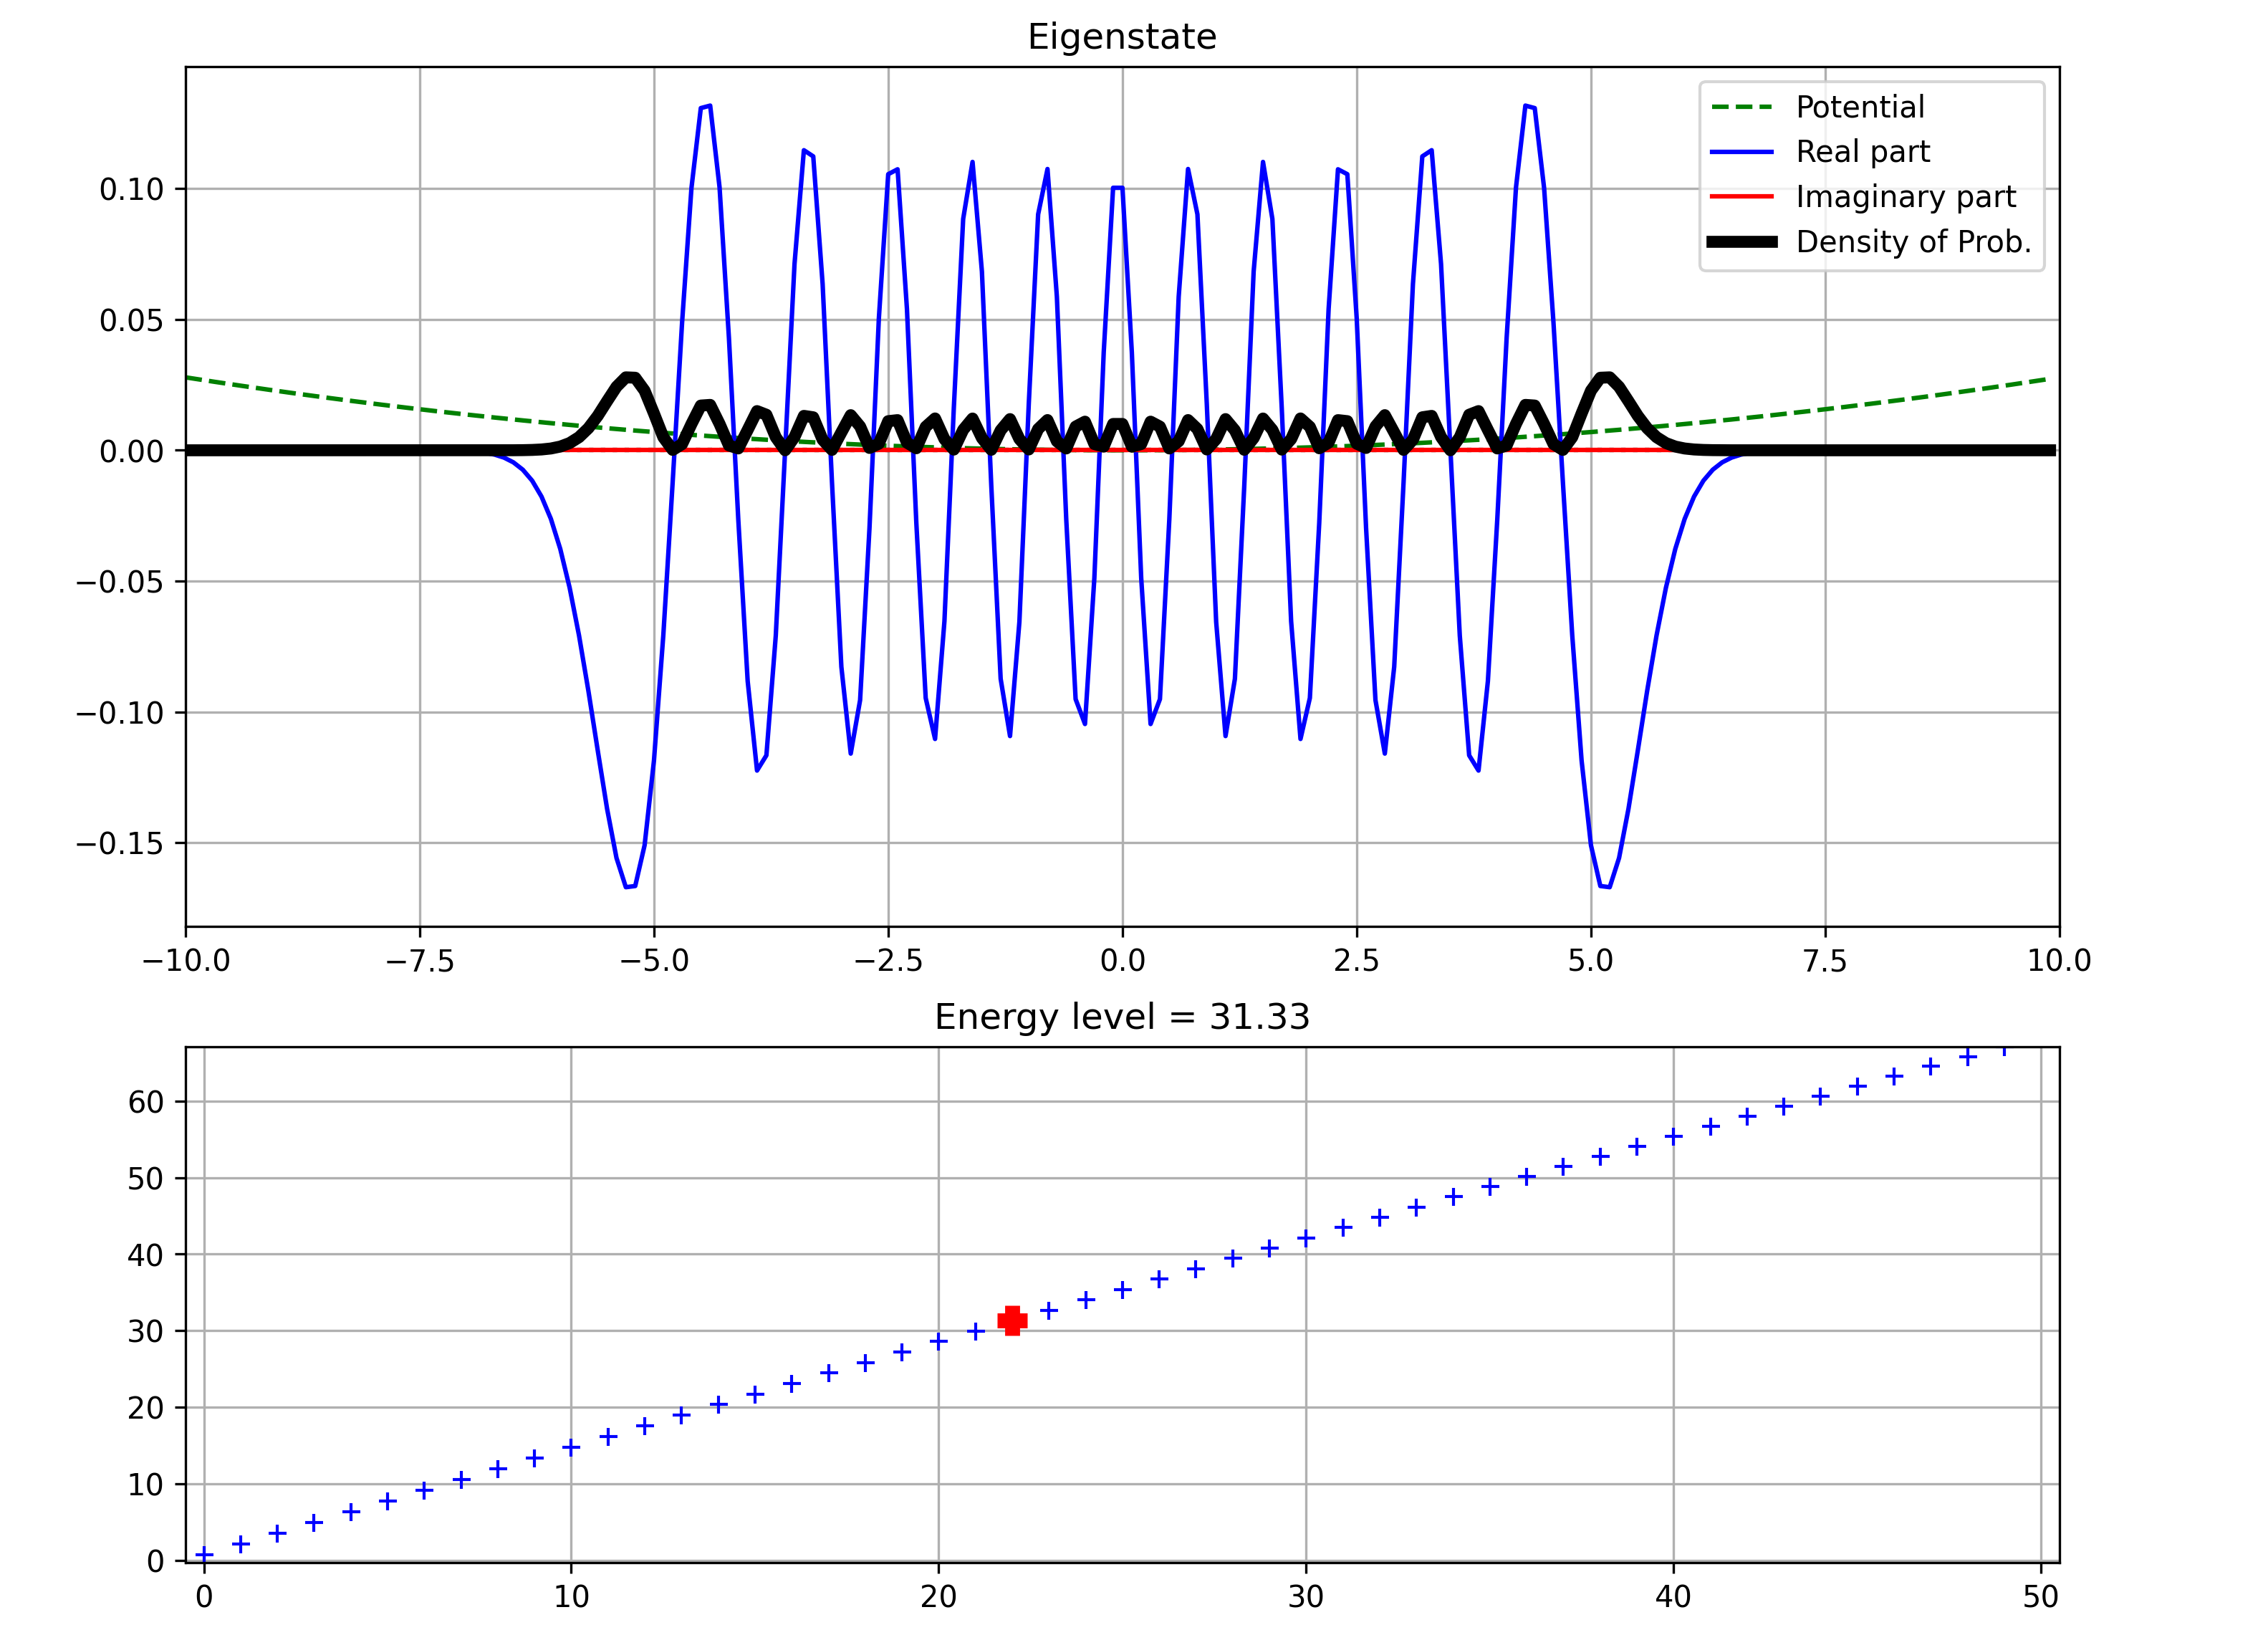 Eigenstate
Potential
Real part
Imaginary part
Density of Prob.
0.10
0.05
0.00
−0.05
−0.10
−0.15
−10.0 −7.5 −5.0 −2.5 0.0 2.5 5.0 7.5 10.0
Energy level = 31.33
60
50
40
30
20
10
0
0 10 20 30 40 50